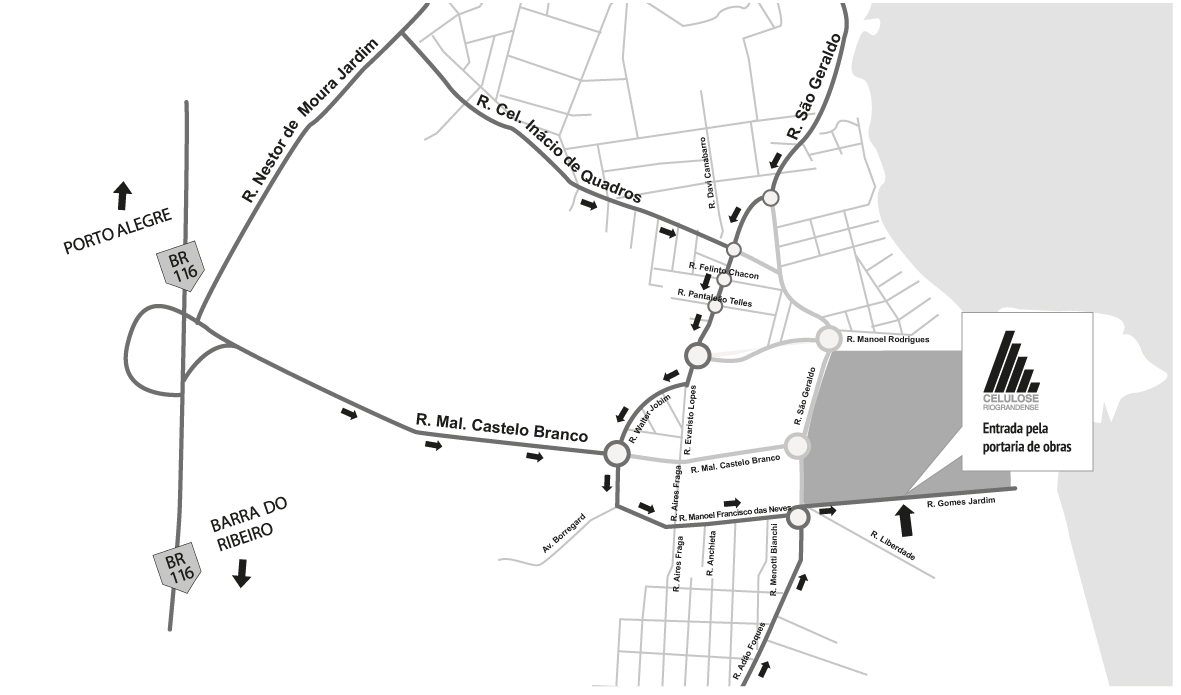 R. Nestor de Moura Jardim
R. Cel. Inácio de Quadros
R. São Geraldo
R. Davi Canabarro
PORTO ALEGRE
BR
116
R. Felinto Chacon
R. Pantaleão Telles
R. Manoel Rodrigues
CELULOSE
RIOGRANDENSE
Entrada pela
portaria de obras
R. São Geraldo
R. Walter Jobim
R. Evaristo Lopes
R. Mal. Castelo Branco
R. Mal. Castelo Branco
R. Aires Fraga
R. Manoel Francisco das Neves
R. Gomes Jardim
BARRA DO
RIBEIRO
BR
116
Av. Borregard
R. Aires Fraga
R. Anchieta
R. Menotti Bianchi
R. Liberdade
R. Adão Foques